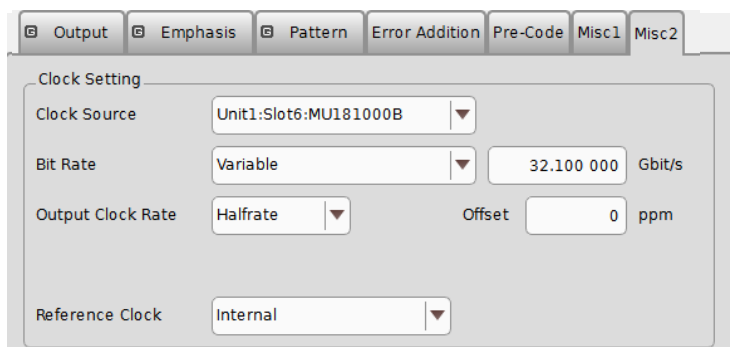 G Output G Emphasis G Pattern Error Addition Pre-Code Misc1 Misc2
Clock Setting
Clock Source Unit1:Slot6:MU181000B
Bit Rate Variable 32.100 000 Gbit/s
Output Clock Rate Halfrate Offset 0 ppm
Reference Clock Internal